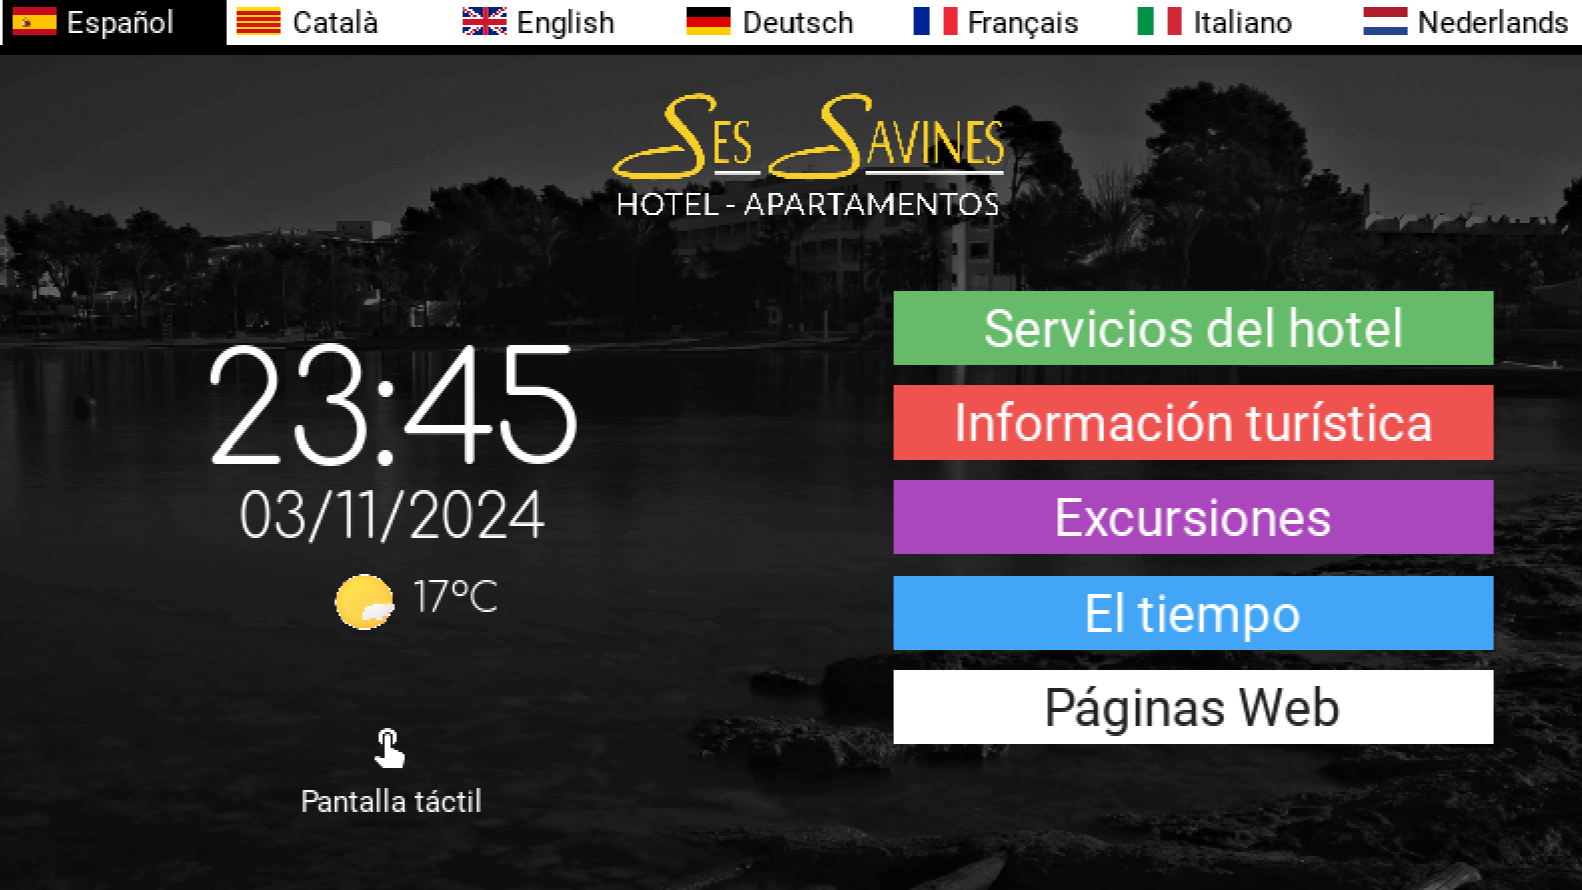 Español
Català
English
Deutsch
Français
Italiano
Nederlands
SES SAVINES
HOTEL - APARTAMENTOS
23:45
03/11/2024
17ºC
Pantalla táctil
Servicios del hotel
Información turística
Excursiones
El tiempo
Páginas Web